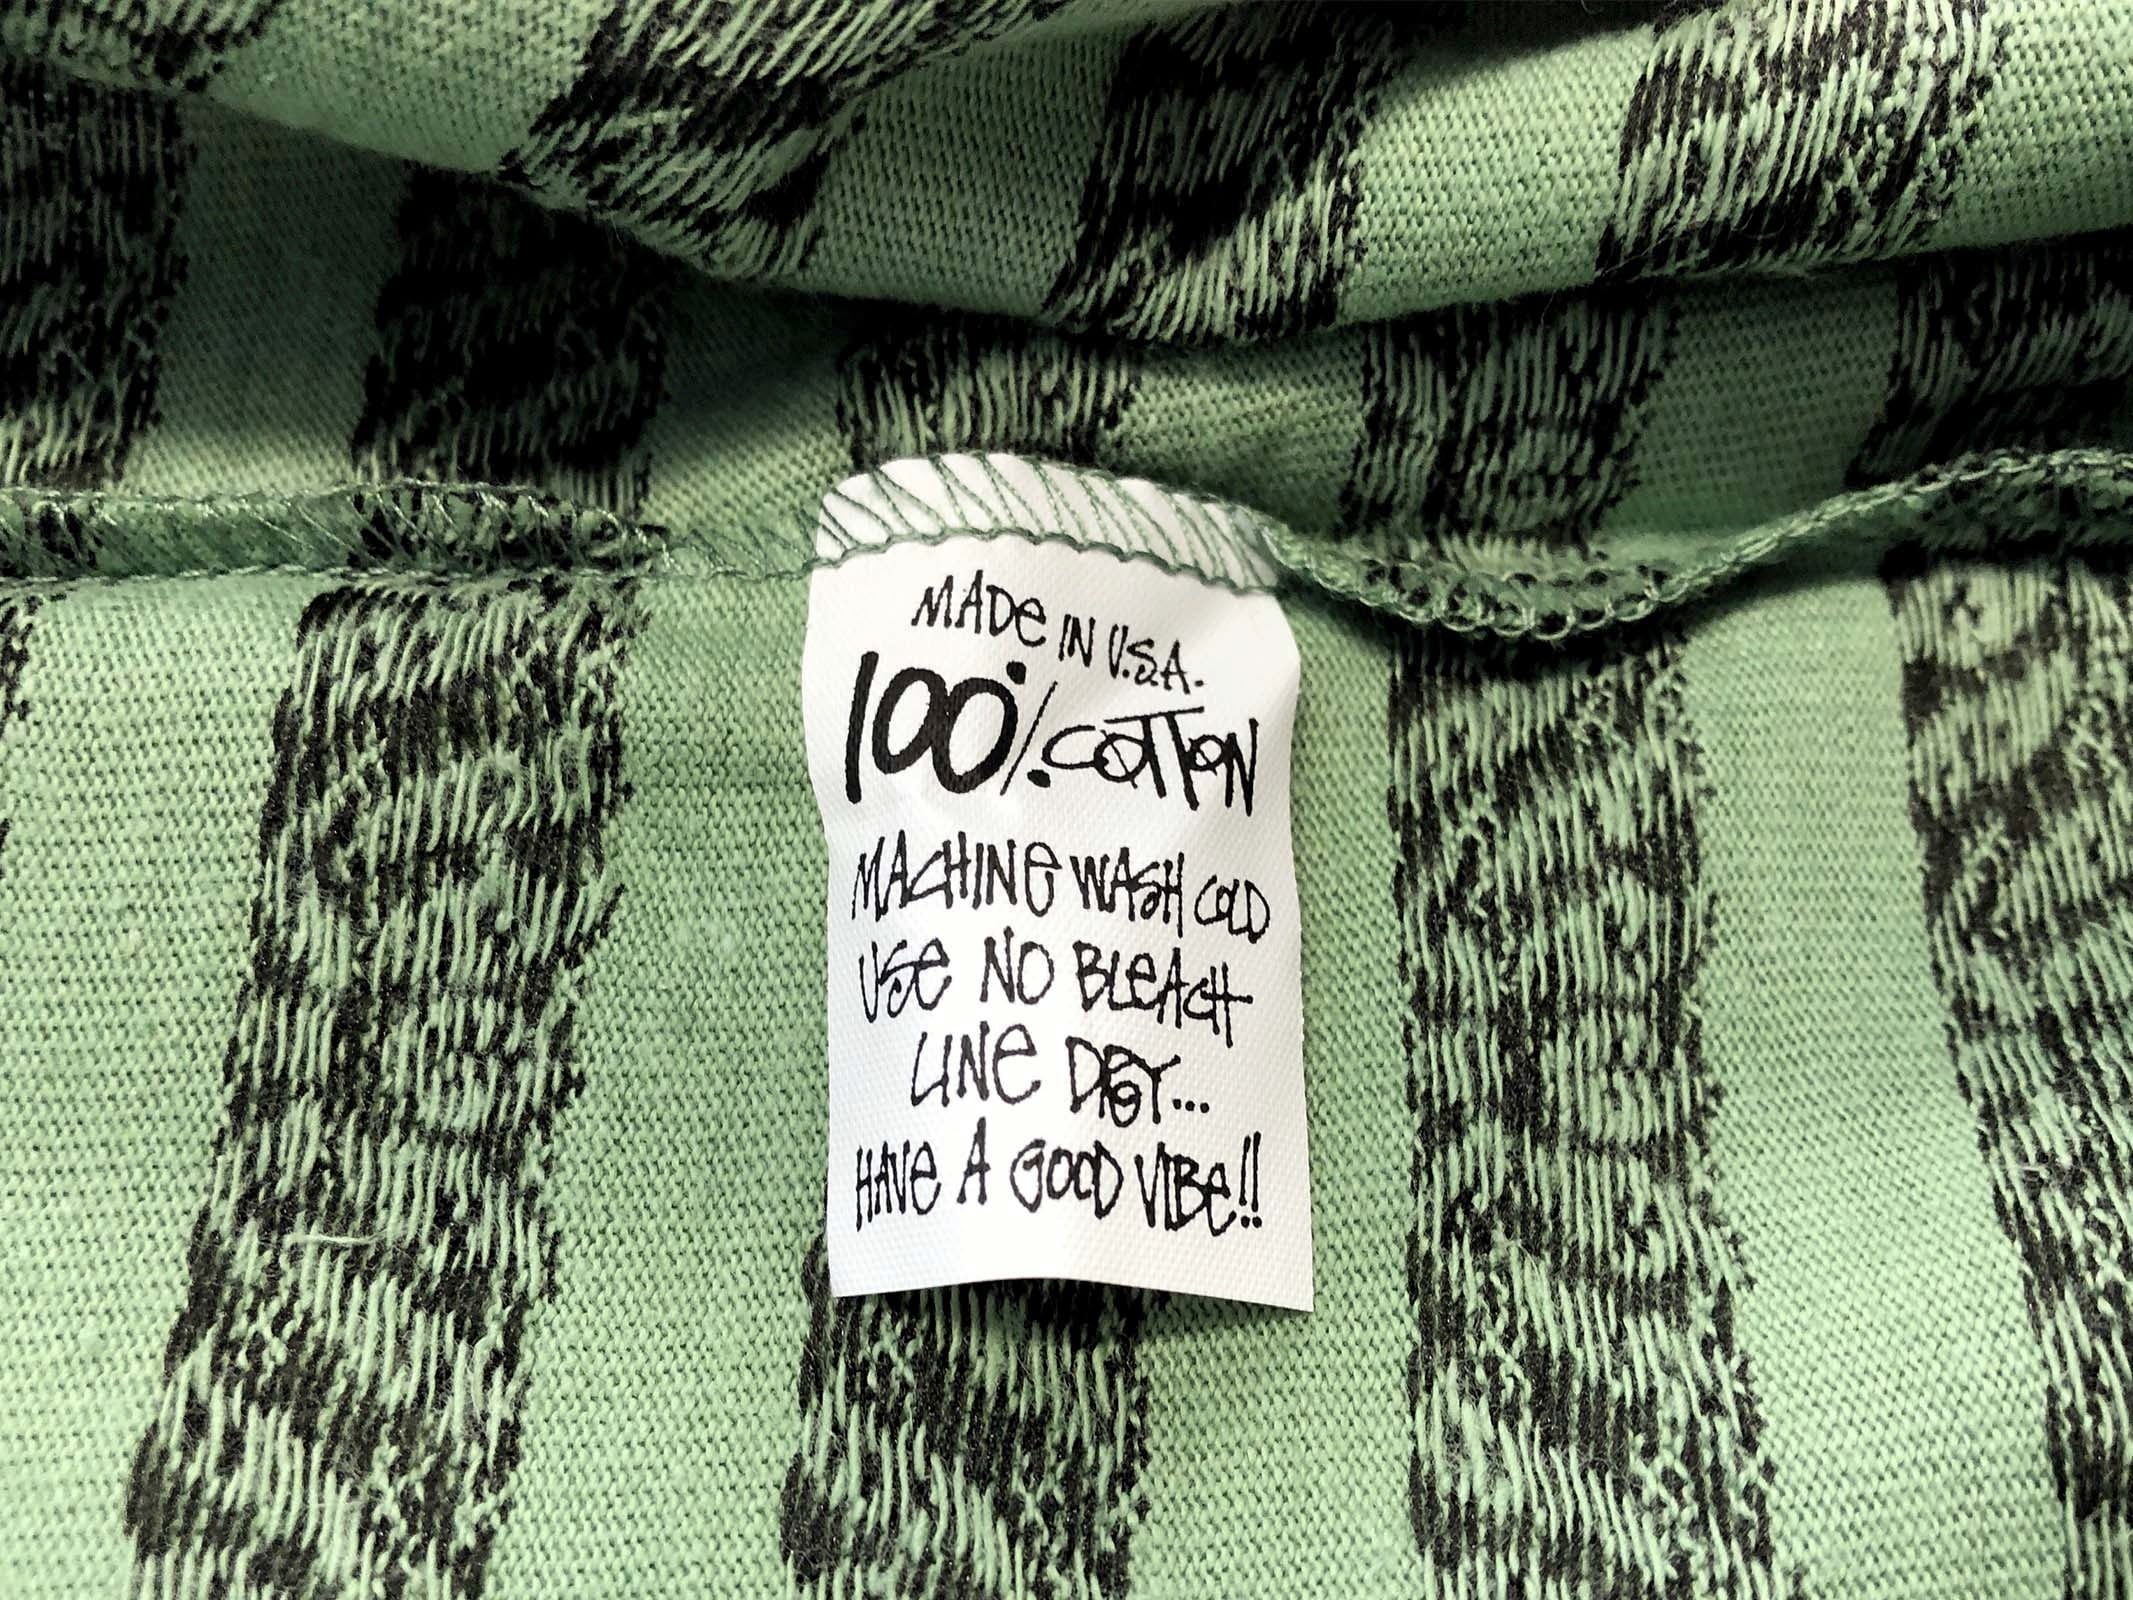 MADE IN U.S.A.
100% COTTON
MACHINE WASH COLD
USE NO BLEACH
LINE DRY...
HAVE A GOOD VIBE!!